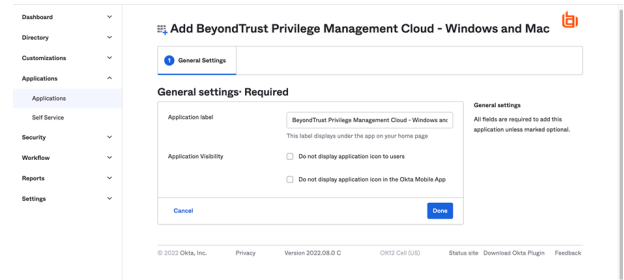 Dashboard
Directory
Customizations
Applications
Applications
Self Service
Security
Workflow
Reports
Settings
Add BeyondTrust Privilege Management Cloud - Windows and Mac
1 General Settings
General settings· Required
Application label
BeyondTrust Privilege Management Cloud - Windows and
This label displays under the app on your home page
Application Visibility
Do not display application icon to users
Do not display application icon in the Okta Mobile App
Cancel
Done
General settings
All fields are required to add this
application unless marked optional.
© 2022 Okta, Inc. Privacy Version 2022.08.0 C OK12 Cell (US) Status site Download Okta Plugin Feedback